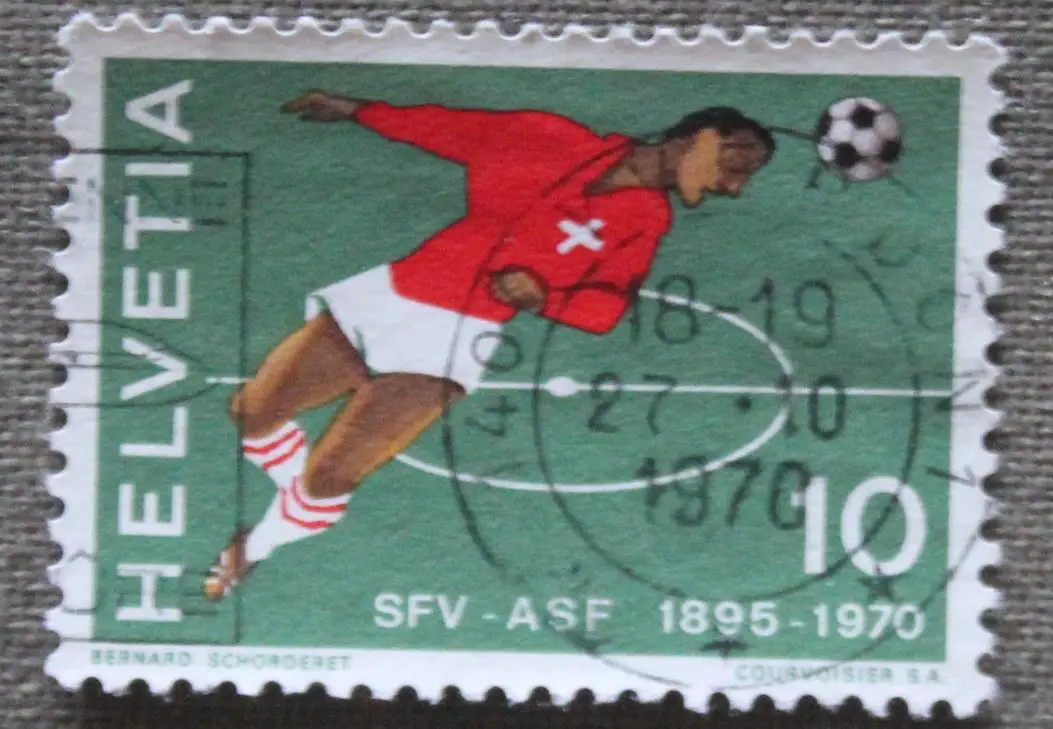 HELVETIA
18-19
27 · 10
1970
10
SFV - ASF 1895 - 1970
BERNARD SCHORDERET
COURVOISIER S.A.